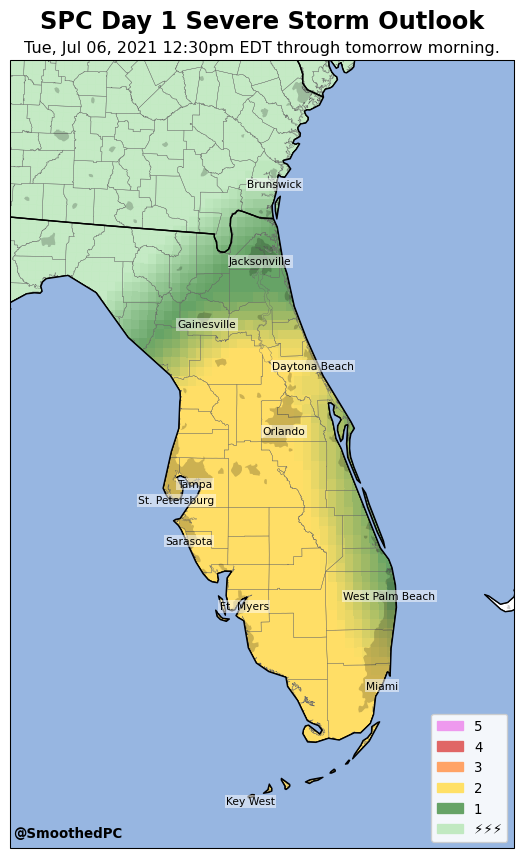 SPC Day 1 Severe Storm Outlook
Tue, Jul 06, 2021 12:30pm EDT through tomorrow morning.
Brunswick
Jacksonville
Gainesville
Daytona Beach
Orlando
Tampa
St. Petersburg
Sarasota
West Palm Beach
Ft. Myers
Miami
Key West
5
4
3
2
1
⚡⚡⚡
@SmoothedPC